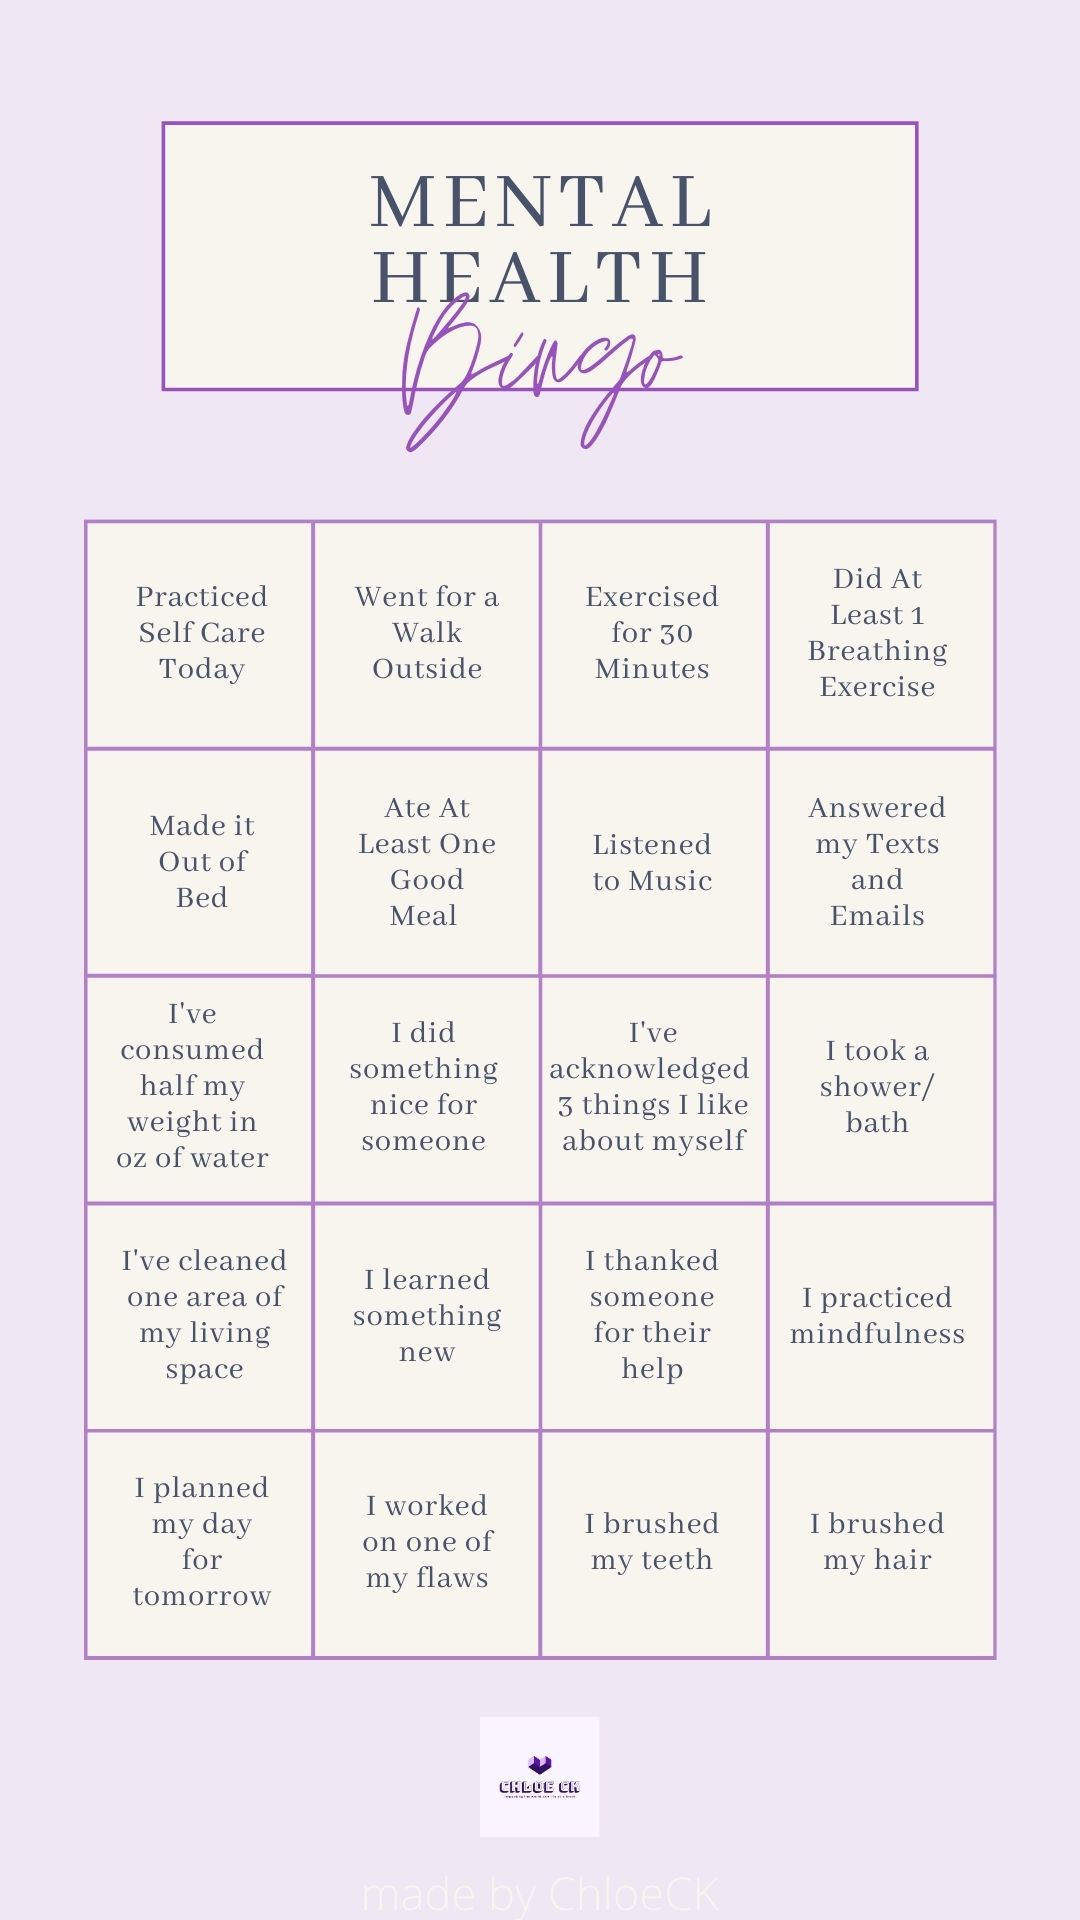 MENTAL
HEALTH
Bingo
Practiced
Self Care
Today
Went for a
Walk
Outside
Exercised
for 30
Minutes
Did At
Least 1
Breathing
Exercise
Made it
Out of
Bed
Ate At
Least One
Good
Meal
Listened
to Music
Answered
my Texts
and
Emails
I've
consumed
half my
weight in
oz of water
I did
something
nice for
someone
I've
acknowledged
3 things I like
about myself
I took a
shower/
bath
I've cleaned
one area of
my living
space
I learned
something
new
I thanked
someone
for their
help
I practiced
mindfulness
I planned
my day
for
tomorrow
I worked
on one of
my flaws
I brushed
my teeth
I brushed
my hair
CHLOE CK
made by ChloeCK